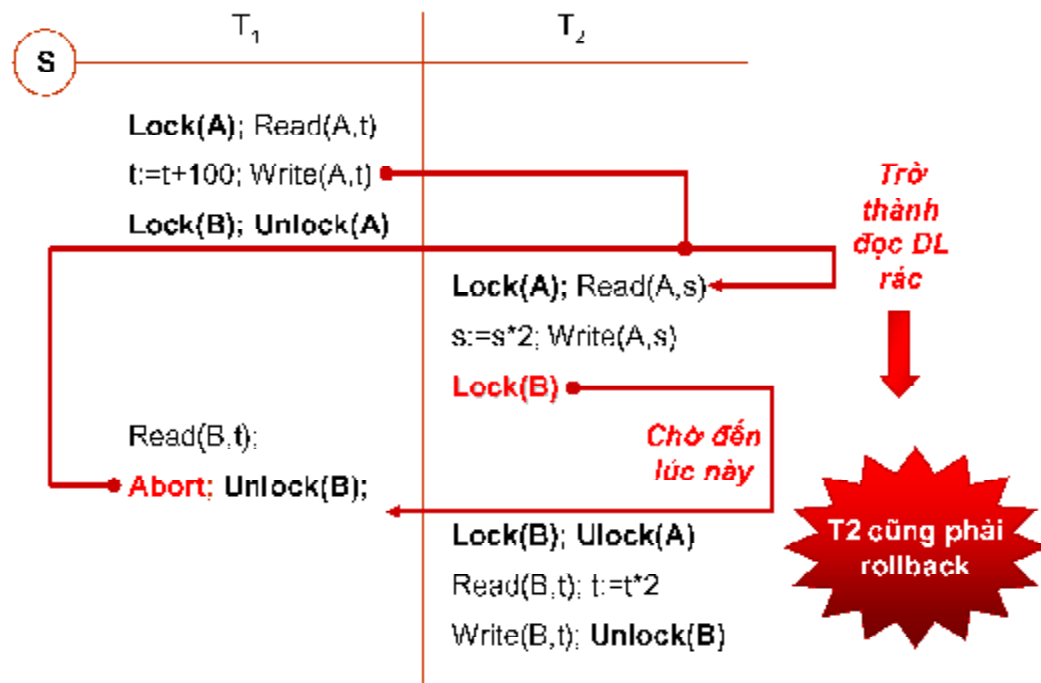 S
T1
T2
Lock(A); Read(A,t)
t:=t+100; Write(A,t)
Lock(B); Unlock(A)
Lock(A); Read(A,s)
s:=s*2; Write(A,s)
Lock(B)
Read(B,t);
Abort; Unlock(B);
Chờ đến
lúc này
Lock(B); Ulock(A)
Read(B,t); t:=t*2
Write(B,t); Unlock(B)
Trở
thành
đọc DL
rác
T2 cũng phải
rollback